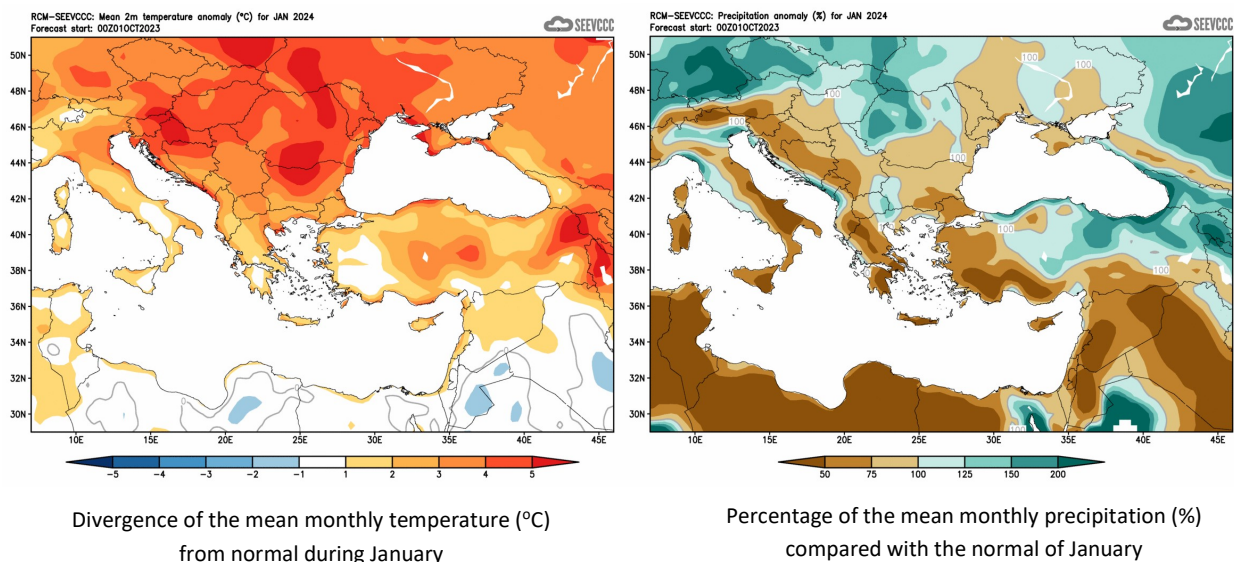 RCM-SEEVCCC: Mean 2m temperature anomaly (°C) for JAN 2024
Forecast start: 00Z01OCT2023
SEEVCCC
50N
48N
46N
44N
42N
40N
38N
36N
34N
32N
30N
0
0
10E 15E 20E 25E 30E 35E 40E 45E
-5 -4 -3 -2 -1 1 2 3 4 5
Divergence of the mean monthly temperature (°C)
from normal during January
RCM-SEEVCCC: Precipitation anomaly (%) for JAN 2024
Forecast start: 00Z01OCT2023
SEEVCCC
50N
48N
46N
44N
42N
40N
38N
36N
34N
32N
30N
100
100
100
100
100
100
100
100
100
10E 15E 20E 25E 30E 35E 40E 45E
50 75 100 125 150 200
Percentage of the mean monthly precipitation (%)
compared with the normal of January